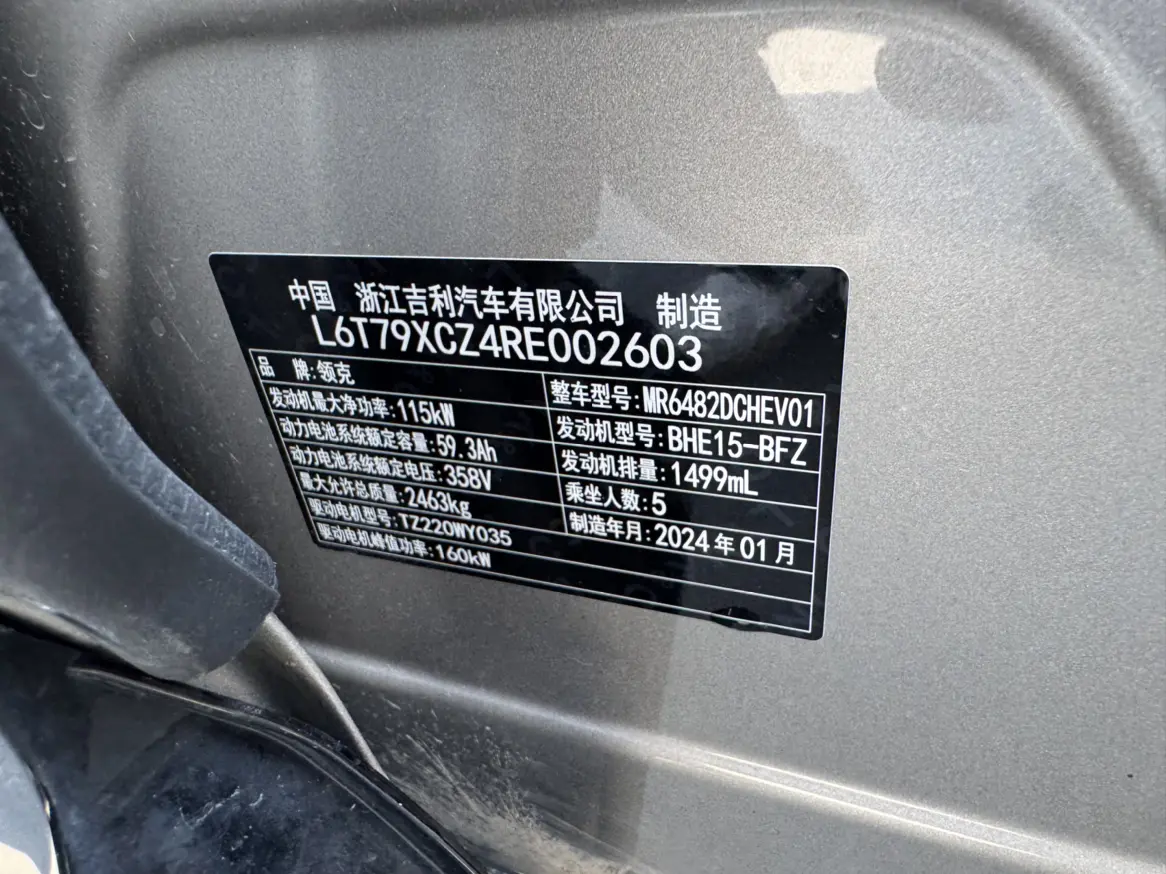 中国 浙江吉利汽车有限公司 制造
L6T79XCZ4RE002603
品 牌:领克
整车型号:MR6482DCHEV01
发动机最大净功率:115kW
发动机型号:BHE15-BFZ
动力电池系统额定容量:59.3Ah
发动机排量:1499mL
动力电池系统额定电压:358V
乘坐人数:5
最大允许总质量:2463kg
制造年月:2024年01月
驱动电机型号:TZ220WY035
驱动电机峰值功率:160kW